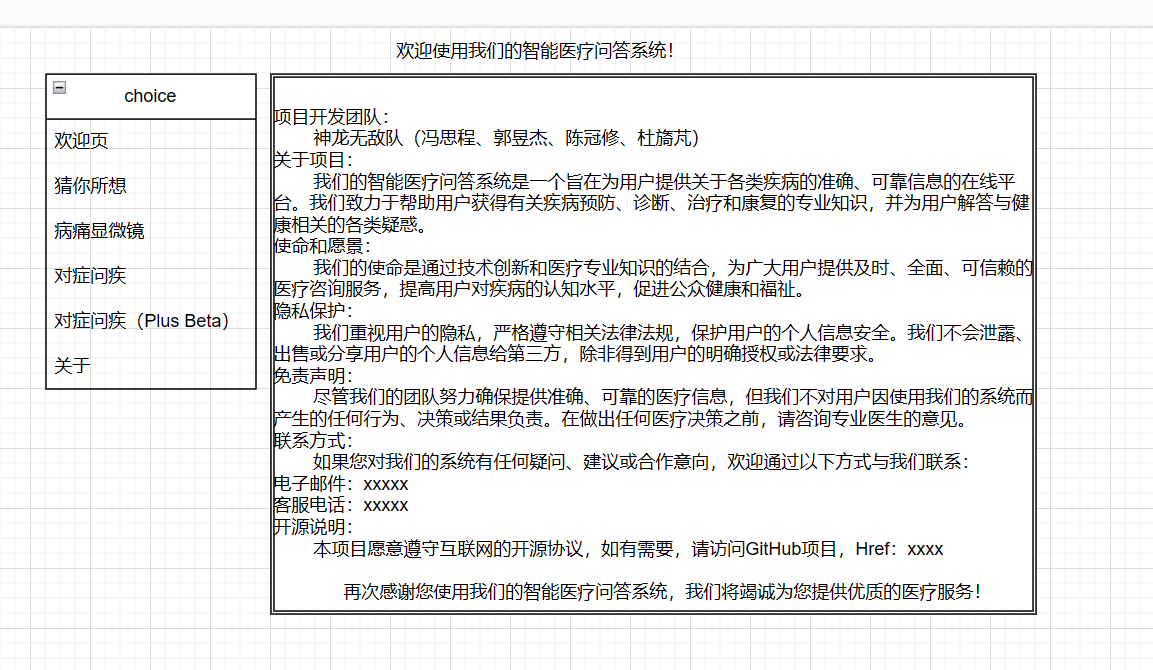 欢迎使用我们的智能医疗问答系统！
choice
欢迎页
猜你所想
病痛显微镜
对症问疾
对症问疾（Plus Beta）
关于
项目开发团队：
神龙无敌队（冯思程、郭昱杰、陈冠修、杜旖芃）
关于项目：
我们的智能医疗问答系统是一个旨在为用户提供关于各类疾病的准确、可靠信息的在线平
台。我们致力于帮助用户获得有关疾病预防、诊断、治疗和康复的专业知识，并为用户解答与健
康相关的各类疑惑。
使命和愿景：
我们的使命是通过技术创新和医疗专业知识的结合，为广大用户提供及时、全面、可信赖的
医疗咨询服务，提高用户对疾病的认知水平，促进公众健康和福祉。
隐私保护：
我们重视用户的隐私，严格遵守相关法律法规，保护用户的个人信息安全。我们不会泄露、
出售或分享用户的个人信息给第三方，除非得到用户的明确授权或法律要求。
免责声明：
尽管我们的团队努力确保提供准确、可靠的医疗信息，但我们不对用户因使用我们的系统而
产生的任何行为、决策或结果负责。在做出任何医疗决策之前，请咨询专业医生的意见。
联系方式：
如果您对我们的系统有任何疑问、建议或合作意向，欢迎通过以下方式与我们联系：
电子邮件：xxxxx
客服电话：xxxxx
开源说明：
本项目愿意遵守互联网的开源协议，如有需要，请访问GitHub项目，Href：xxxx
再次感谢您使用我们的智能医疗问答系统，我们将竭诚为您提供优质的医疗服务！